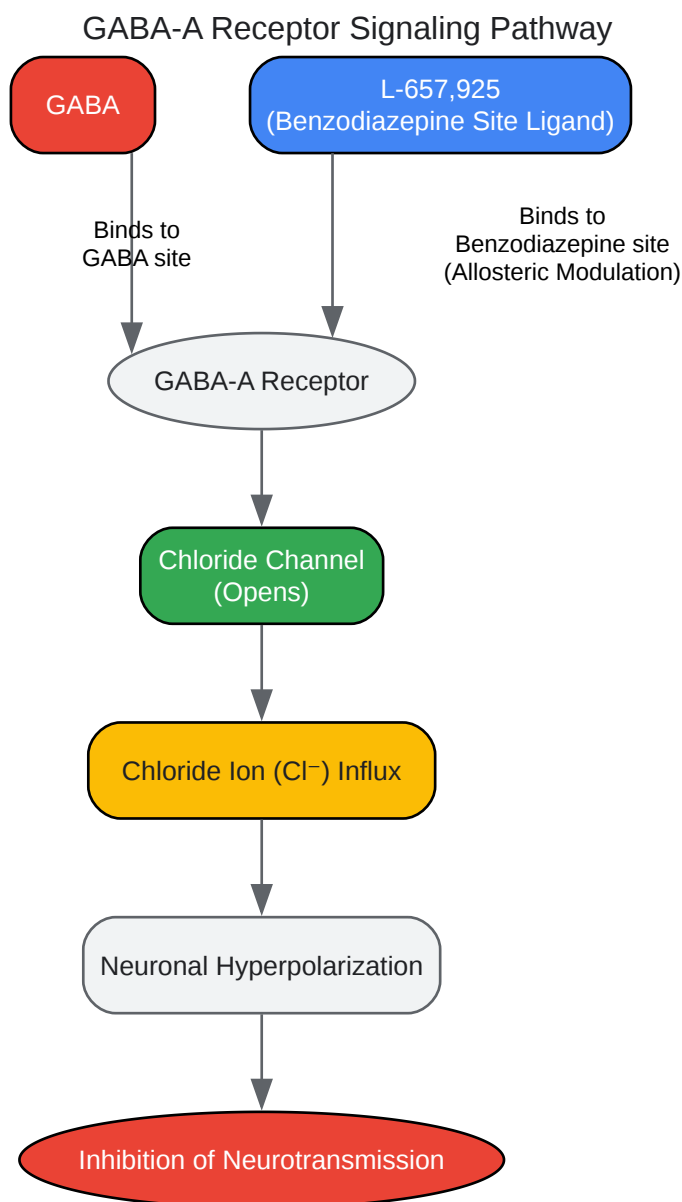 GABA-A Receptor Signaling Pathway
GABA
L-657,925
(Benzodiazepine Site Ligand)
Binds to
GABA site
Binds to
Benzodiazepine site
(Allosteric Modulation)
GABA-A Receptor
Chloride Channel
(Opens)
Chloride Ion (Cl⁻) Influx
Neuronal Hyperpolarization
Inhibition of Neurotransmission